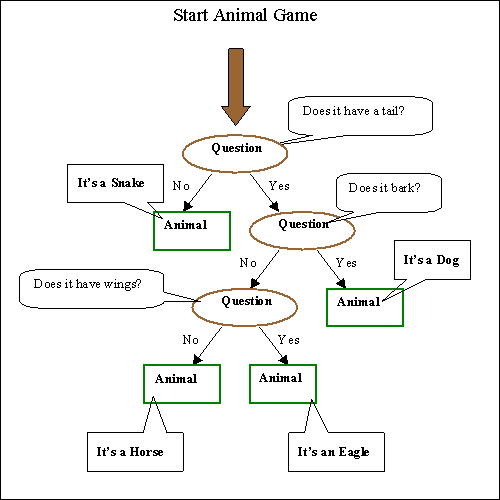 Start Animal Game
Does it have a tail?
Question
It's a Snake
No
Yes
Does it bark?
Animal
Question
No
Yes
It's a Dog
Does it have wings?
Question
Animal
No
Yes
Animal
Animal
It's a Horse
It's an Eagle